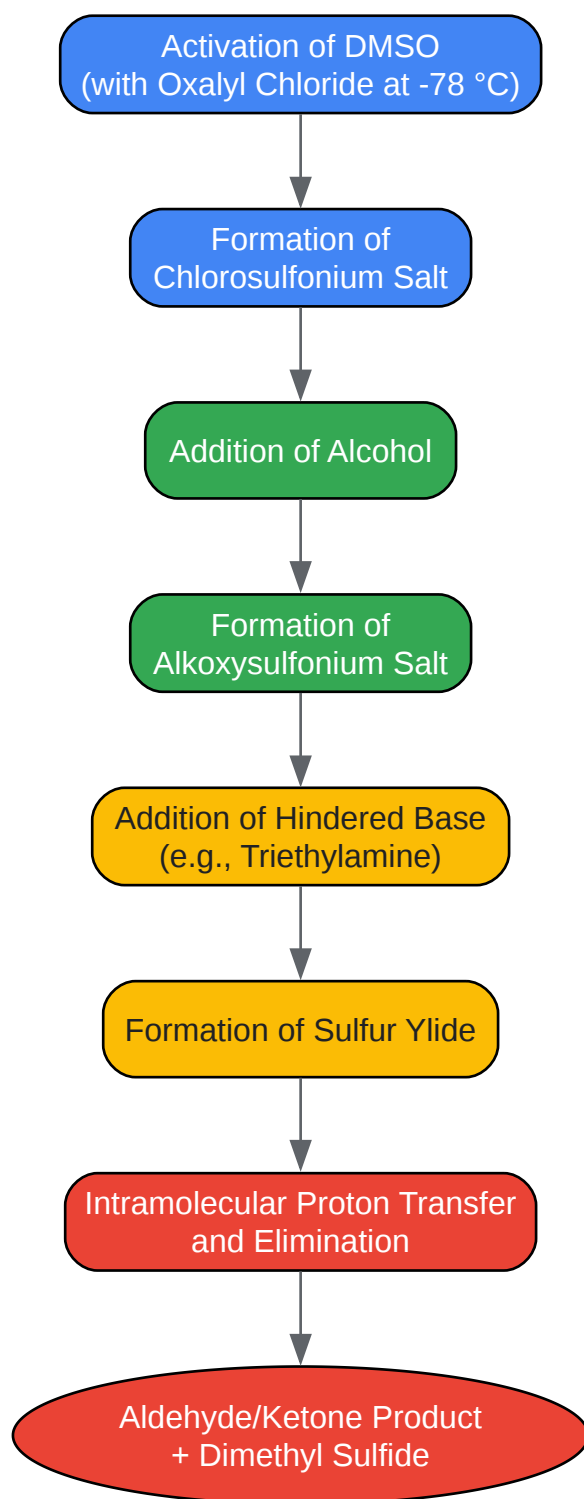 Activation of DMSO
(with Oxalyl Chloride at -78 °C)
Formation of
Chlorosulfonium Salt
Addition of Alcohol
Formation of
Alkoxysulfonium Salt
Addition of Hindered Base
(e.g., Triethylamine)
Formation of Sulfur Ylide
Intramolecular Proton Transfer
and Elimination
Aldehyde/Ketone Product
+ Dimethyl Sulfide